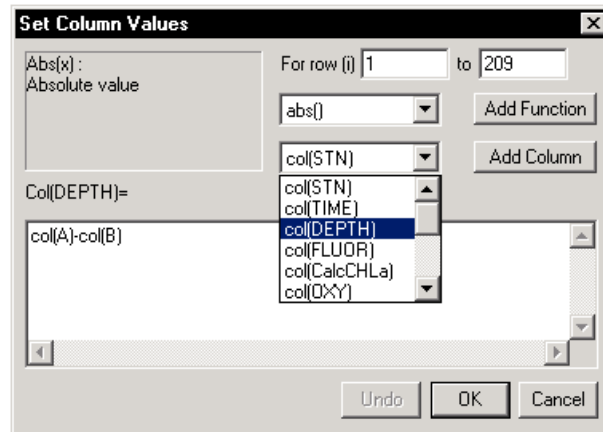 Set Column Values
Abs(x) :
Absolute value
For row (i) 1 to 209
abs() Add Function
col(STN) Add Column
Col(DEPTH)=
col(STN)
col(TIME)
col(DEPTH)
col(FLUOR)
col(CalcCHLa)
col(OXY)
col(A)-col(B)
Undo OK Cancel